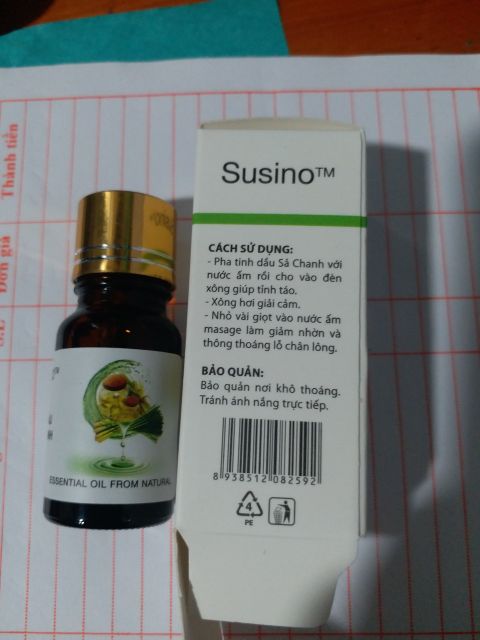 Thành tiền
Đơn giá
S.L
Susino™
CÁCH SỬ DỤNG:
- Pha tinh dầu Sả Chanh với
nước ấm rồi cho vào đèn
xông giúp tỉnh táo.
- Xông hơi giải cảm.
- Nhỏ vài giọt vào nước ấm
masage làm giảm nhờn và
thông thoáng lỗ chân lông.
BẢO QUẢN:
Bảo quản nơi khô thoáng.
Tránh ánh nắng trực tiếp.
8 938512 082592
4
PE
ESSENTIAL OIL FROM NATURAL